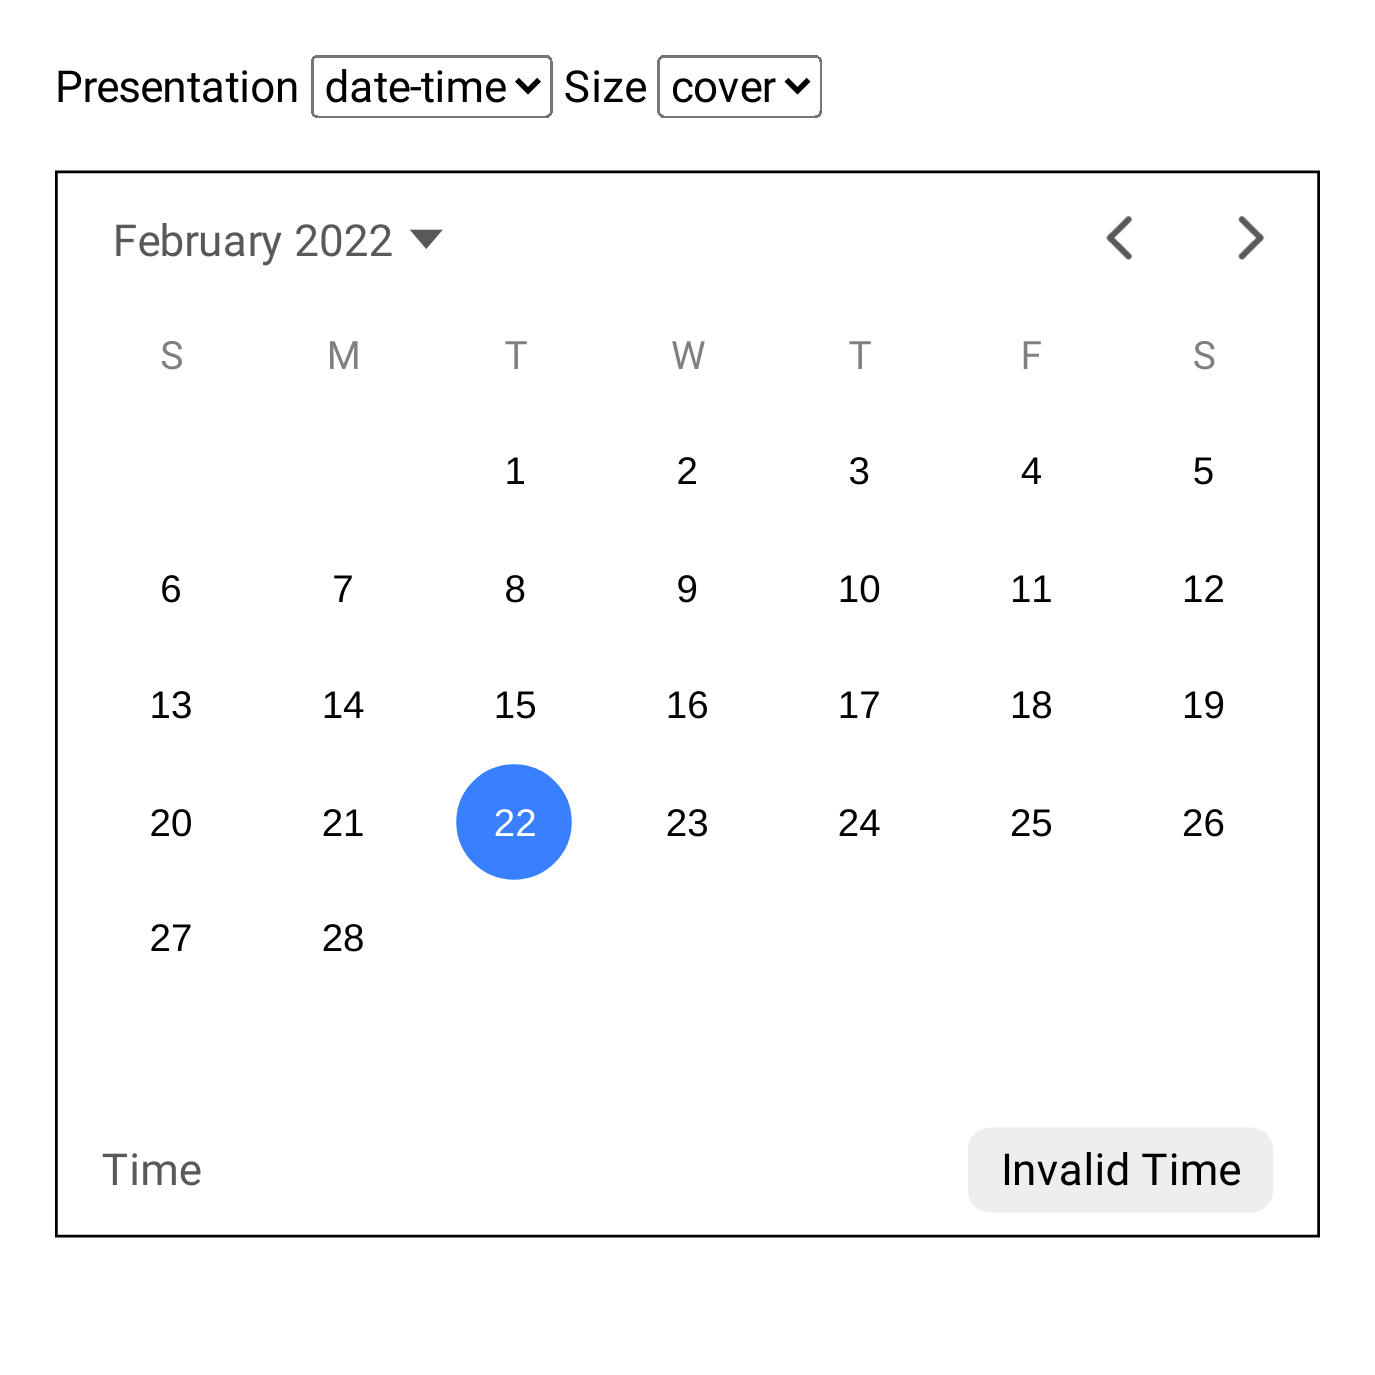 Presentation date-time Size cover
February 2022
S M T W T F S
1 2 3 4 5
6 7 8 9 10 11 12
13 14 15 16 17 18 19
20 21 22 23 24 25 26
27 28
Time Invalid Time